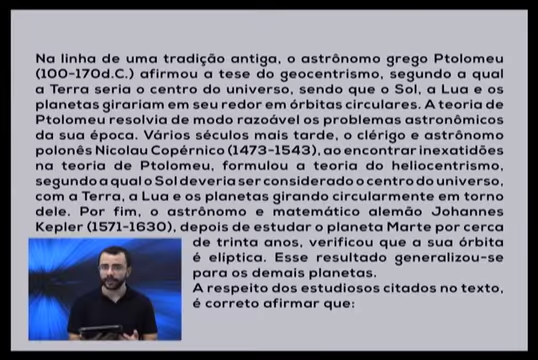 Na linha de uma tradição antiga, o astrônomo grego Ptolomeu
(100-170d.C.) afirmou a tese do geocentrismo, segundo a qual
a Terra seria o centro do universo, sendo que o Sol, a Lua e os
planetas girariam em seu redor em órbitas circulares. A teoria de
Ptolomeu resolvia de modo razoável os problemas astronômicos
da sua época. Vários séculos mais tarde, o clérigo e astrônomo
polonês Nicolau Copérnico (1473-1543), ao encontrar inexatidões
na teoria de Ptolomeu, formulou a teoria do heliocentrismo,
segundo a qual o Sol deveria ser considerado o centro do universo,
com a Terra, a Lua e os planetas girando circularmente em torno
dele. Por fim, o astrônomo e matemático alemão Johannes
Kepler (1571-1630), depois de estudar o planeta Marte por cerca
de trinta anos, verificou que a sua órbita
é elíptica. Esse resultado generalizou-se
para os demais planetas.
A respeito dos estudiosos citados no texto,
é correto afirmar que: